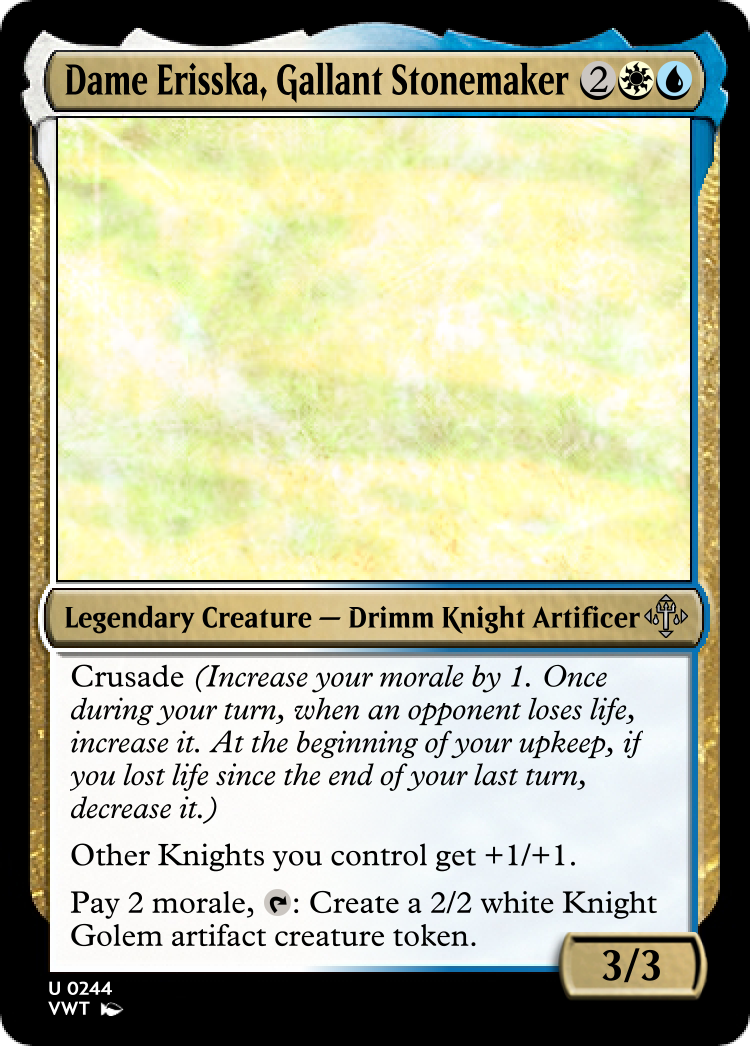 Dame Erisska, Gallant Stonemaker 2
Legendary Creature — Drimm Knight Artificer
Crusade (Increase your morale by 1. Once
during your turn, when an opponent loses life,
increase it. At the beginning of your upkeep, if
you lost life since the end of your last turn,
decrease it.)
Other Knights you control get +1/+1.
Pay 2 morale, : Create a 2/2 white Knight
Golem artifact creature token.
3/3
U 0244
VWT